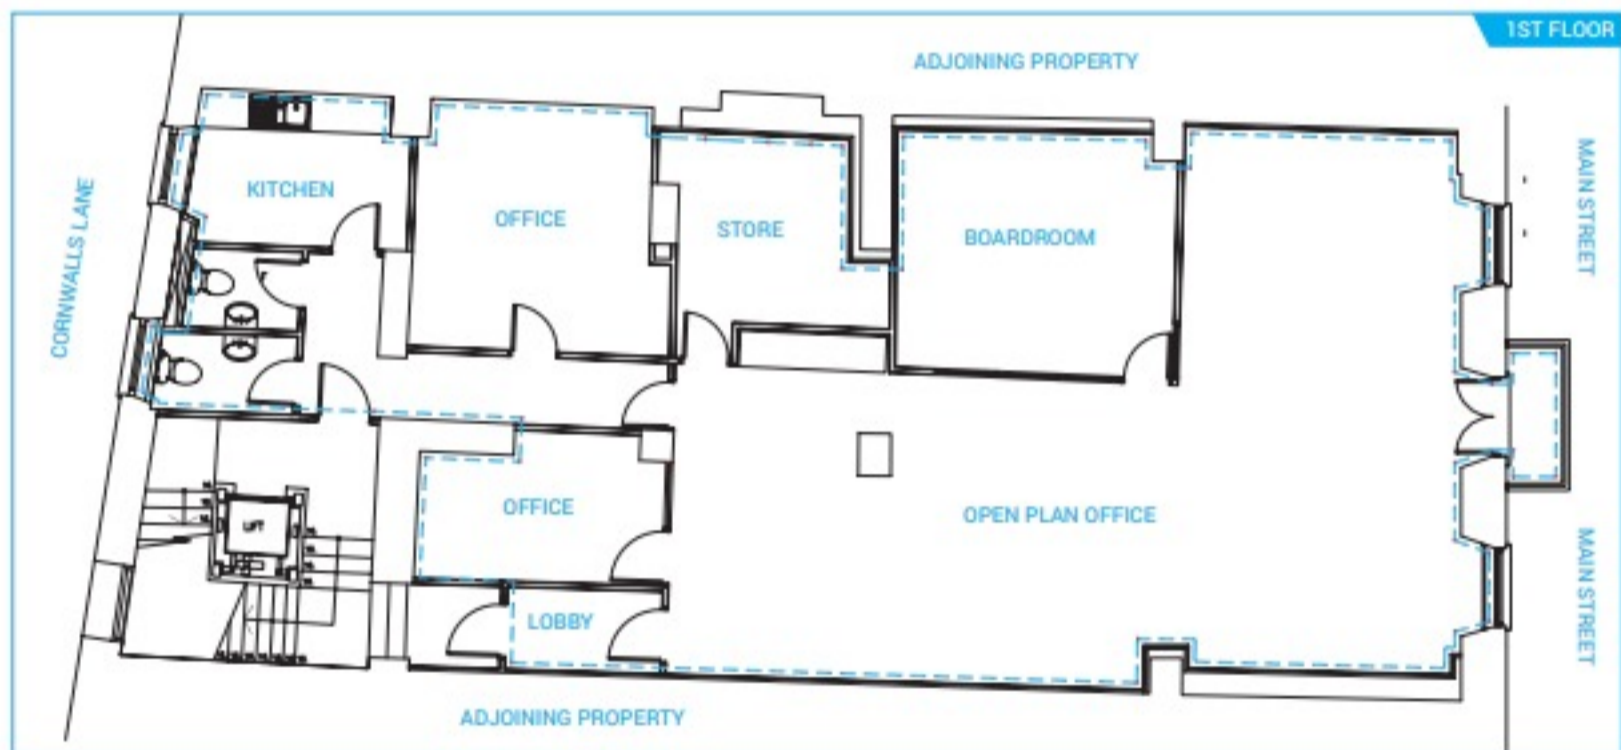 1ST FLOOR
ADJOINING PROPERTY
MAIN STREET
CORNWALLS LANE
KITCHEN
OFFICE
STORE
BOARDROOM
OFFICE
LIFT
OPEN PLAN OFFICE
MAIN STREET
LOBBY
ADJOINING PROPERTY